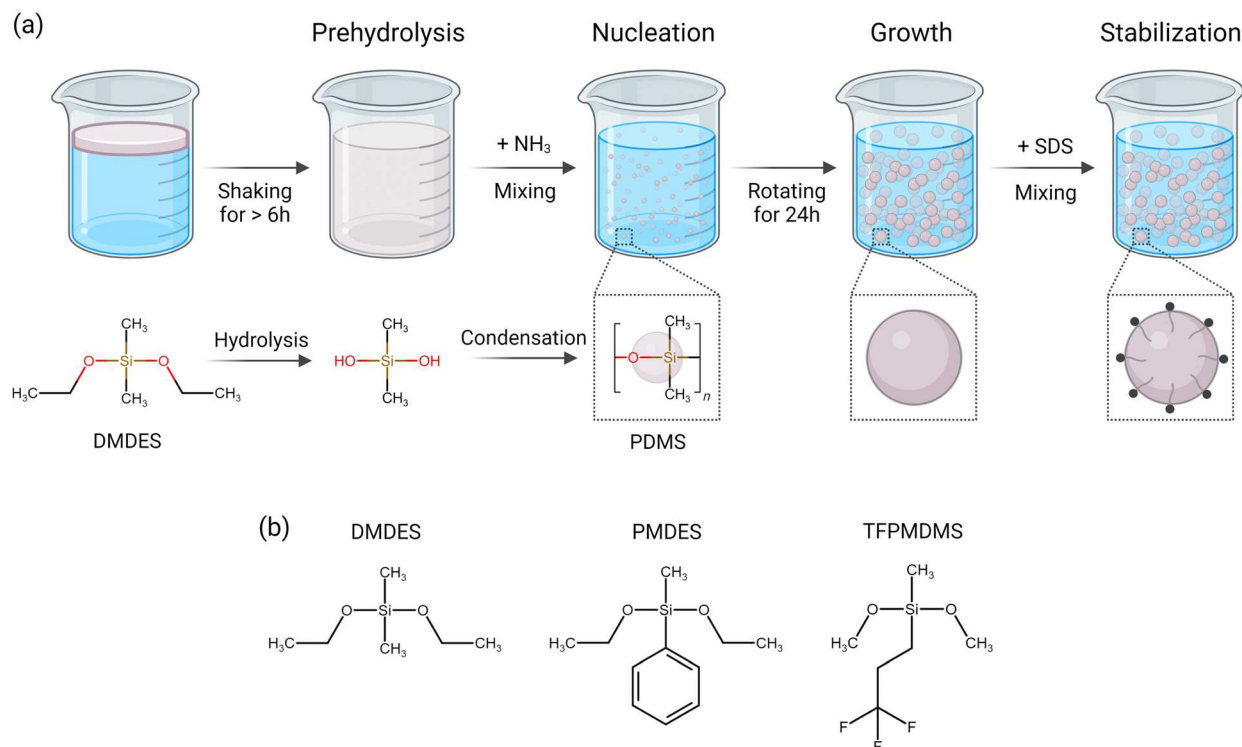 (a)
Prehydrolysis
Nucleation
Growth
Stabilization
Shaking
for > 6h
+ NH₃
Mixing
Rotating
for 24h
+ SDS
Mixing
CH₃
O Si O
H₃C CH₃ CH₃
DMDES
Hydrolysis
CH₃
HO Si OH
CH₃
Condensation
CH₃
O Si
CH₃ n
PDMS
(b)
DMDES
PMDES
TFPMDMS
CH₃
O Si O
H₃C CH₃ CH₃
CH₃
O Si O
H₃C CH₃
CH₃
O Si O
H₃C CH₃
F F
F